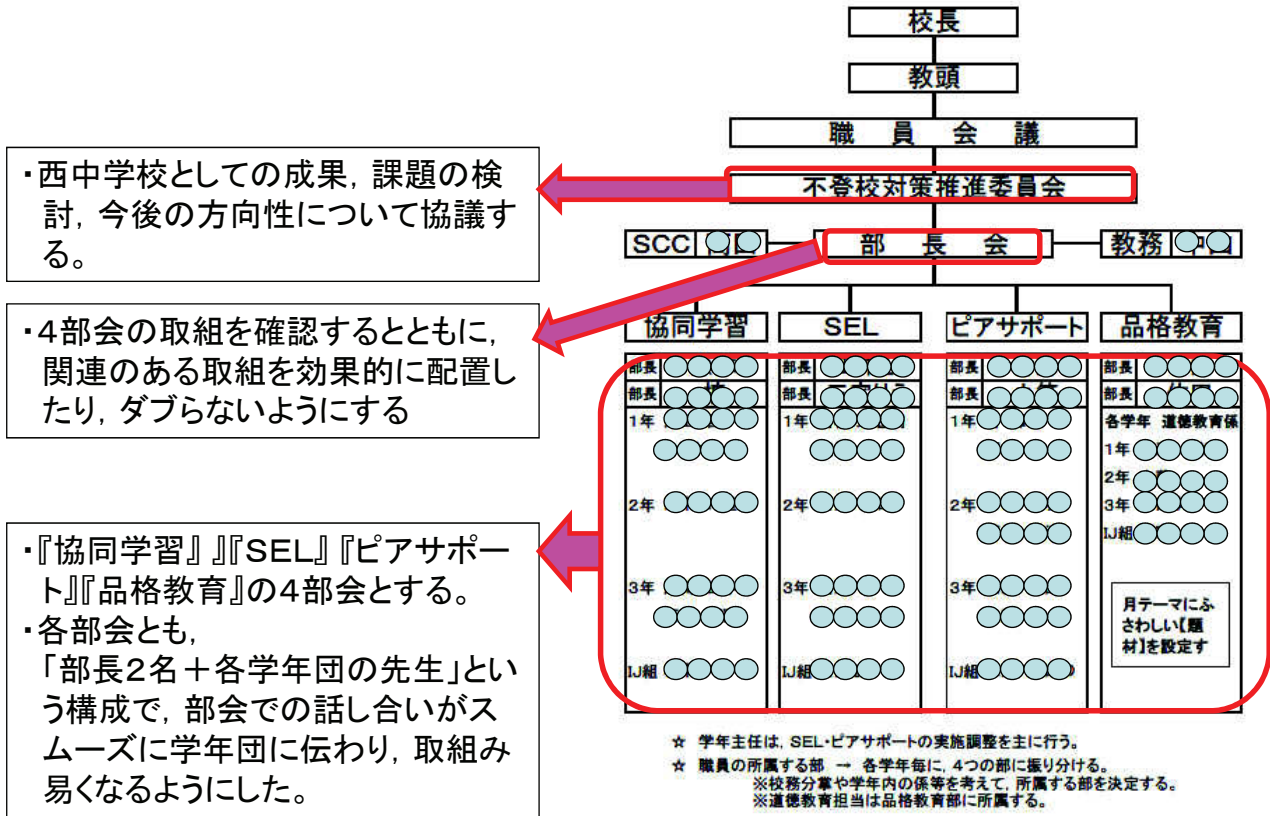 校長
教頭
職 員 会 議
不登校対策推進委員会
SCC
部 長 会
教務
協同学習
SEL
ピアサポート
品格教育
部長
部長
1年
2年
3年
IJ組
部長
部長
1年
2年
3年
IJ組
部長
部長
1年
2年
3年
IJ組
部長
部長
各学年 道徳教育係
1年
2年
3年
IJ組
月テーマにふ
さわしい【題
材】を設定す
・西中学校としての成果，課題の検
討，今後の方向性について協議す
る。
・４部会の取組を確認するとともに，
関連のある取組を効果的に配置し
たり，ダブらないようにする
・『協同学習』 』『ＳＥＬ』 『ピアサポー
ト』『品格教育』の４部会とする。
・各部会とも，
「部長２名＋各学年団の先生」とい
う構成で，部会での話し合いがス
ムーズに学年団に伝わり，取組み
易くなるようにした。
☆ 学年主任は，SEL・ピアサポートの実施調整を主に行う。
☆ 職員の所属する部 → 各学年毎に，4つの部に振り分ける。
※校務分掌や学年内の係等を考えて，所属する部を決定する。
※道徳教育担当は品格教育部に所属する。